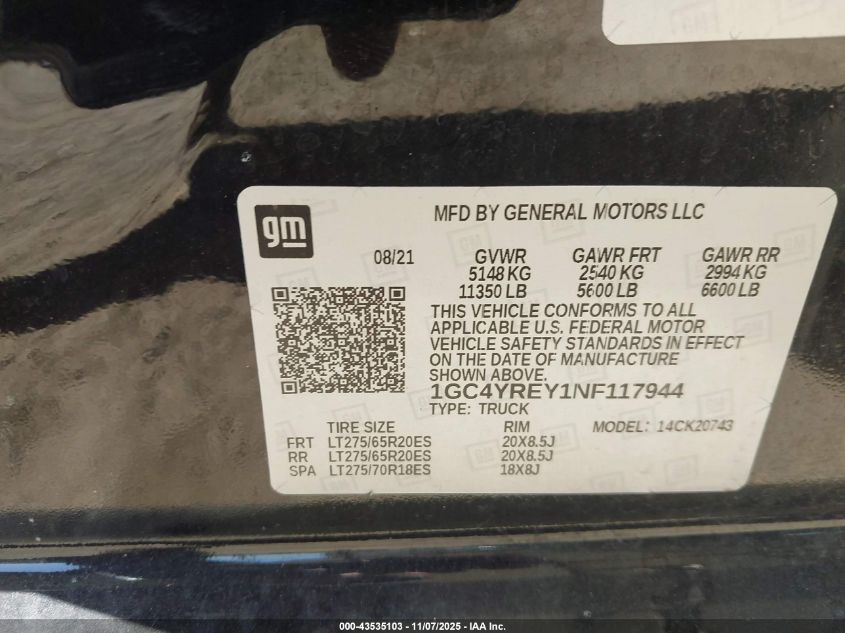 gm
MFD BY GENERAL MOTORS LLC
08/21 GVWR GAWR FRT GAWR RR
5148 KG 2540 KG 2994 KG
11350 LB 5600 LB 6600 LB
THIS VEHICLE CONFORMS TO ALL
APPLICABLE U.S. FEDERAL MOTOR
VEHICLE SAFETY STANDARDS IN EFFECT
ON THE DATE OF MANUFACTURE
SHOWN ABOVE.
1GC4YREY1NF117944
TYPE: TRUCK
TIRE SIZE RIM MODEL: 14CK20743
FRT LT275/65R20ES 20X8.5J
RR LT275/65R20ES 20X8.5J
SPA LT275/70R18ES 18X8J
000-43535103 - 11/07/2025 - IAA Inc.